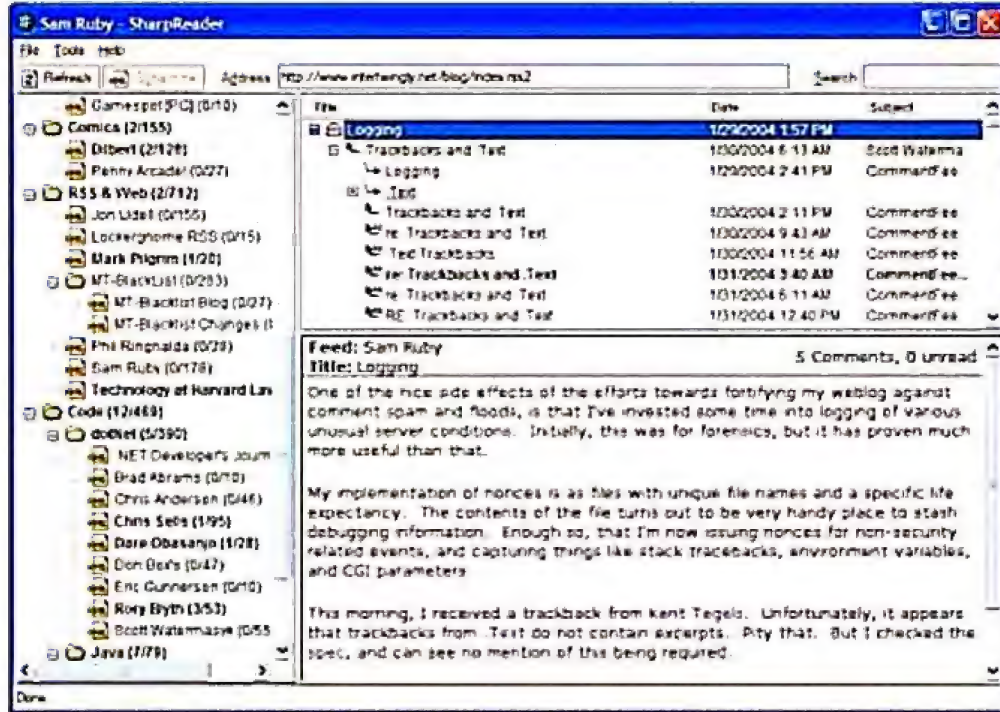 Sam Ruby - SharpReader
File Tools Help
Refresh Address http://www.intertwingly.net/blog/index.rss2 Search
Gamespot [PC] (0/10)
Comics (2/155)
Dilbert (2/128)
Penny Arcade! (0/27)
RSS & Web (2/712)
Jon Udell (0/155)
Lockergnome RSS (0/15)
Mark Pilgrim (1/20)
MT-BlackList (0/293)
MT-Blacklist Blog (0/27)
MT-Blacklist Changes (
Phil Ringnalda (0/29)
Sam Ruby (0/178)
Technology at Harvard Law
Code (12/469)
dotNet (5/390)
.NET Developer's Journ
Brad Abrams (0/10)
Chris Anderson (0/46)
Chris Sells (1/95)
Dare Obasanjo (1/28)
Don Box's (0/47)
Eric Gunnerson (0/10)
Rory Blyth (3/53)
Scott Watermasysk (0/55
Java (7/79)
Title Date Subject
Logging 1/29/2004 1:57 PM
Trackbacks and Text 1/30/2004 6:13 AM Scott Waterma
Logging 1/29/2004 2:41 PM CommentFee
.Text
Trackbacks and Text 1/30/2004 2:11 PM CommentFee
re: Trackbacks and .Text 1/30/2004 9:43 AM CommentFee
Text Trackbacks 1/30/2004 11:56 AM CommentFee
re: Trackbacks and .Text 1/31/2004 3:40 AM CommentFee...
re: Trackbacks and .Text 1/31/2004 6:11 AM CommentFee
RE: Trackbacks and .Text 1/31/2004 12:40 PM CommentFee
Feed: Sam Ruby
Title: Logging 5 Comments, 0 unread
One of the nice side effects of the efforts towards fortifying my weblog against
comment spam and floods, is that I've invested some time into logging of various
unusual server conditions. Initially, this was for forensics, but it has proven much
more useful than that.
My implementation of nonces is as files with unique file names and a specific life
expectancy. The contents of the file turns out to be very handy place to stash
debugging information. Enough so, that I'm now issuing nonces for non-security
related events, and capturing things like stack tracebacks, environment variables,
and CGI parameters
This morning, I received a trackback from Kent Tegels. Unfortunately, it appears
that trackbacks from .Text do not contain excerpts. Pity that. But I checked the
spec, and can see no mention of this being required.
Done